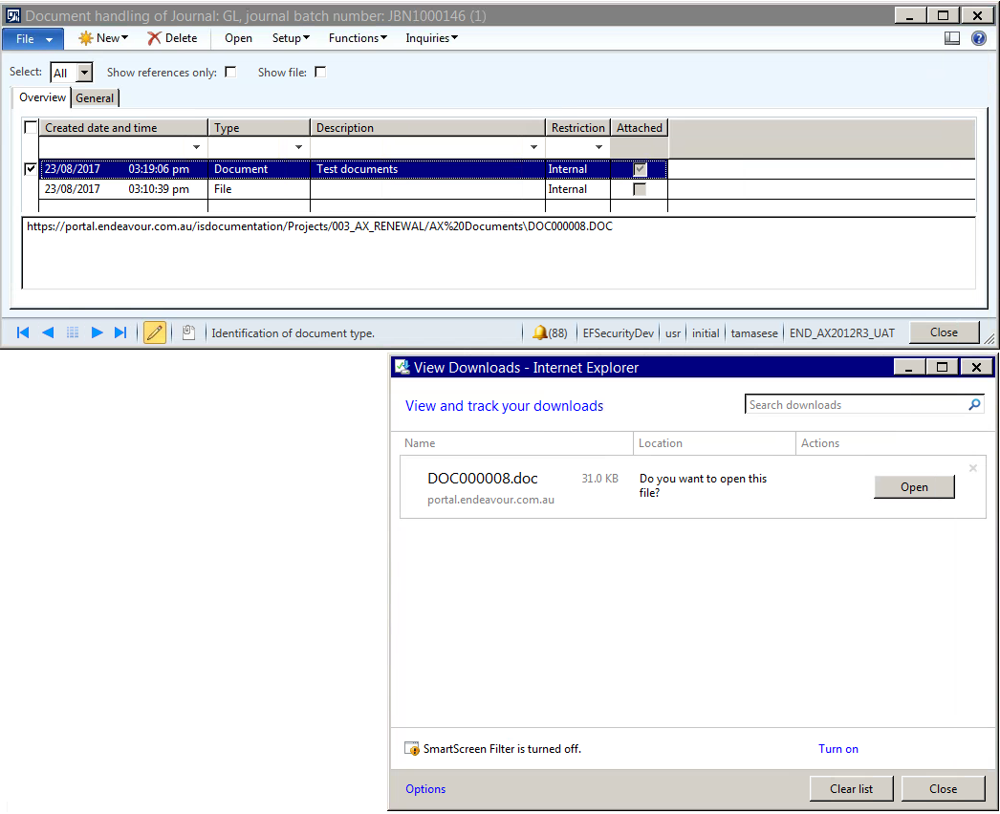 Document handling of Journal: GL, journal batch number: JBN1000146 (1)
File New Delete Open Setup Functions Inquiries
Select: All Show references only: Show file:
Overview General
Created date and time Type Description Restriction Attached
23/08/2017 03:19:06 pm Document Test documents Internal
23/08/2017 03:10:39 pm File Internal
https://portal.endeavour.com.au/isdocumentation/Projects/003_AX_RENEWAL/AX%20Documents\DOC000008.DOC
Identification of document type. (88) EFSecurityDev usr initial tamasese END_AX2012R3_UAT Close
View Downloads - Internet Explorer
View and track your downloads Search downloads
Name Location Actions
DOC000008.doc 31.0 KB Do you want to open this Open
portal.endeavour.com.au file?
SmartScreen Filter is turned off. Turn on
Options Clear list Close